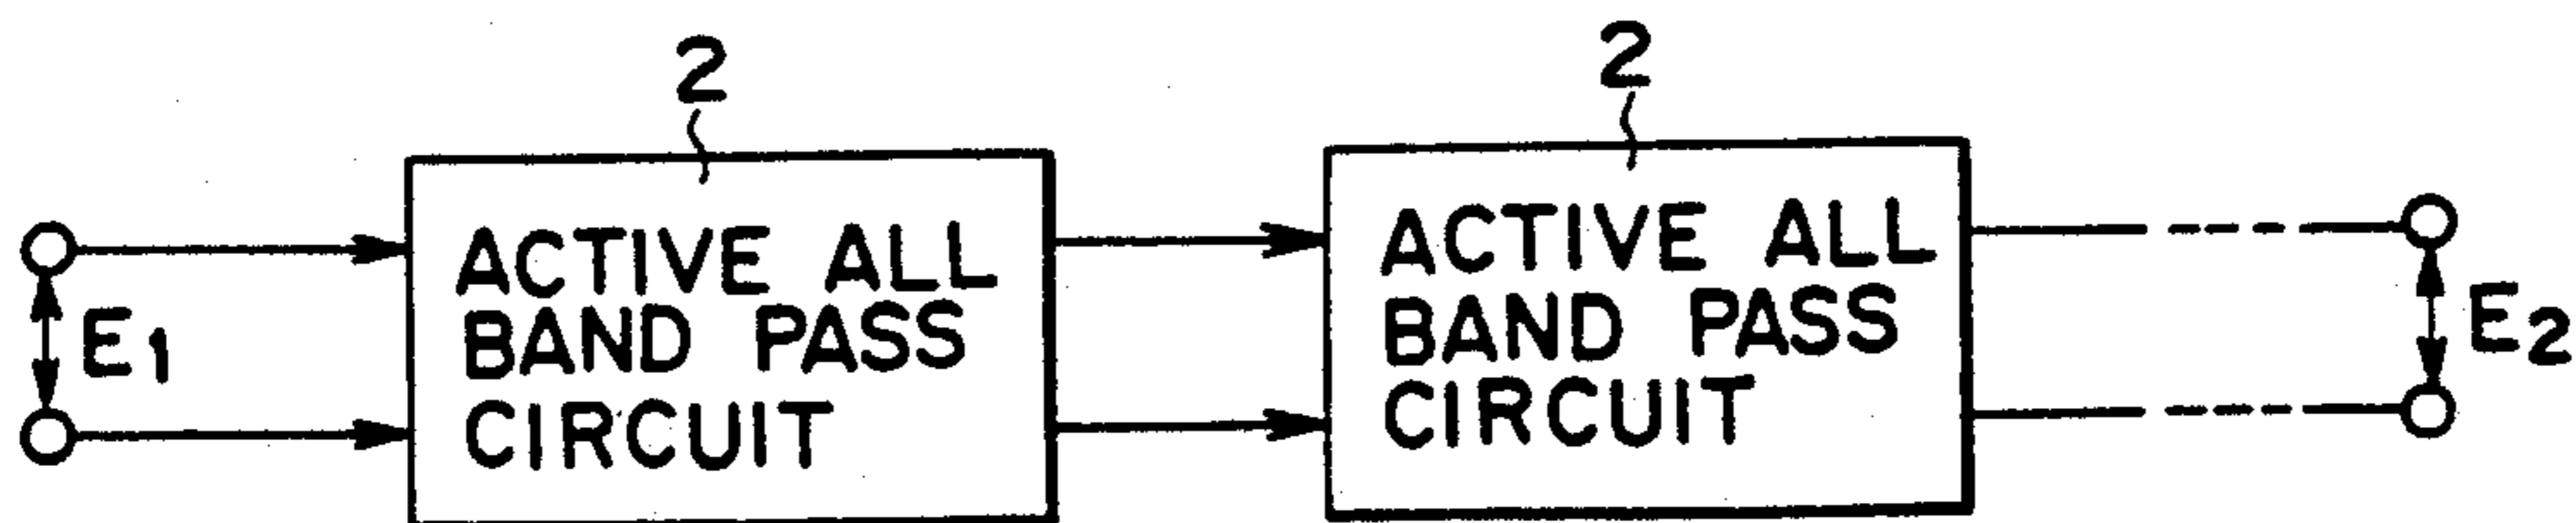 2
2
E1
ACTIVE ALL
BAND PASS
CIRCUIT
ACTIVE ALL
BAND PASS
CIRCUIT
E2